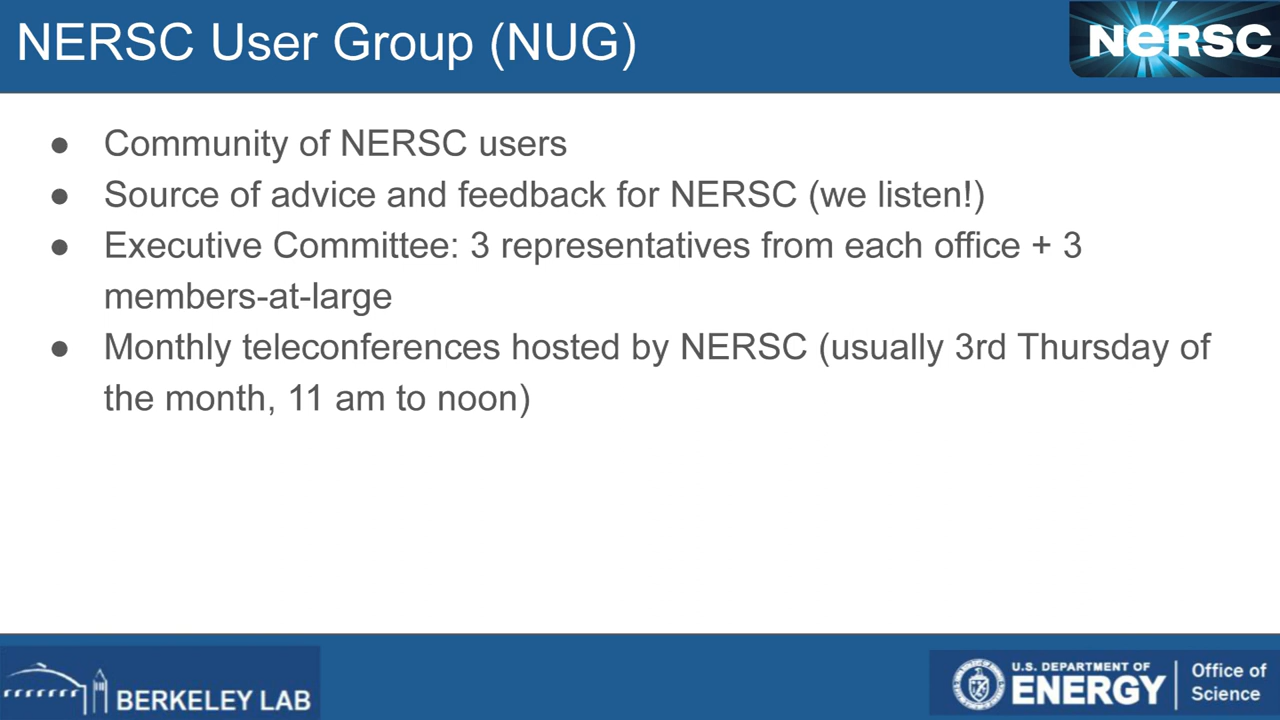 NERSC User Group (NUG)
NERSC
● Community of NERSC users
● Source of advice and feedback for NERSC (we listen!)
● Executive Committee: 3 representatives from each office + 3
members-at-large
● Monthly teleconferences hosted by NERSC (usually 3rd Thursday of
the month, 11 am to noon)
BERKELEY LAB
U.S. DEPARTMENT OF
ENERGY
Office of
Science